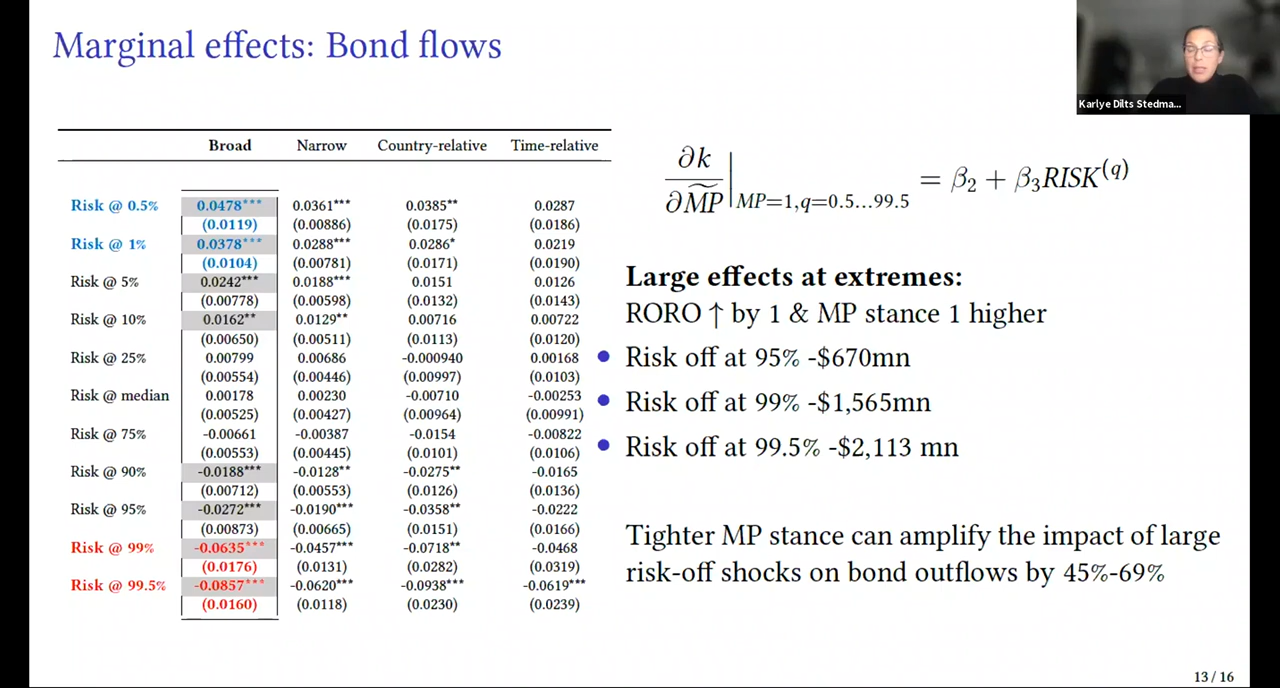 Marginal effects: Bond flows
Karlye Dilts Stedma...
Broad Narrow Country-relative Time-relative
Risk @ 0.5% 0.0478*** 0.0361*** 0.0385** 0.0287
(0.0119) (0.00886) (0.0175) (0.0186)
Risk @ 1% 0.0378*** 0.0288*** 0.0286* 0.0219
(0.0104) (0.00781) (0.0171) (0.0190)
Risk @ 5% 0.0242*** 0.0188*** 0.0151 0.0126
(0.00778) (0.00598) (0.0132) (0.0143)
Risk @ 10% 0.0162** 0.0129** 0.00716 0.00722
(0.00650) (0.00511) (0.0113) (0.0120)
Risk @ 25% 0.00799 0.00686 -0.000940 0.00168
(0.00554) (0.00446) (0.00997) (0.0103)
Risk @ median 0.00178 0.00230 -0.00710 -0.00253
(0.00525) (0.00427) (0.00964) (0.00991)
Risk @ 75% -0.00661 -0.00387 -0.0154 -0.00822
(0.00553) (0.00445) (0.0101) (0.0106)
Risk @ 90% -0.0188*** -0.0128** -0.0275** -0.0165
(0.00712) (0.00553) (0.0126) (0.0136)
Risk @ 95% -0.0272*** -0.0190*** -0.0358** -0.0222
(0.00873) (0.00665) (0.0151) (0.0166)
Risk @ 99% -0.0635*** -0.0457*** -0.0718** -0.0468
(0.0176) (0.0131) (0.0282) (0.0319)
Risk @ 99.5% -0.0857*** -0.0620*** -0.0938*** -0.0619***
(0.0160) (0.0118) (0.0230) (0.0239)
∂k/∂M̃P |MP=1,q=0.5…99.5 = β₂ + β₃RISK^(q)
Large effects at extremes:
RORO ↑ by 1 & MP stance 1 higher
• Risk off at 95% -$670mn
• Risk off at 99% -$1,565mn
• Risk off at 99.5% -$2,113 mn
Tighter MP stance can amplify the impact of large
risk-off shocks on bond outflows by 45%-69%
13 / 16